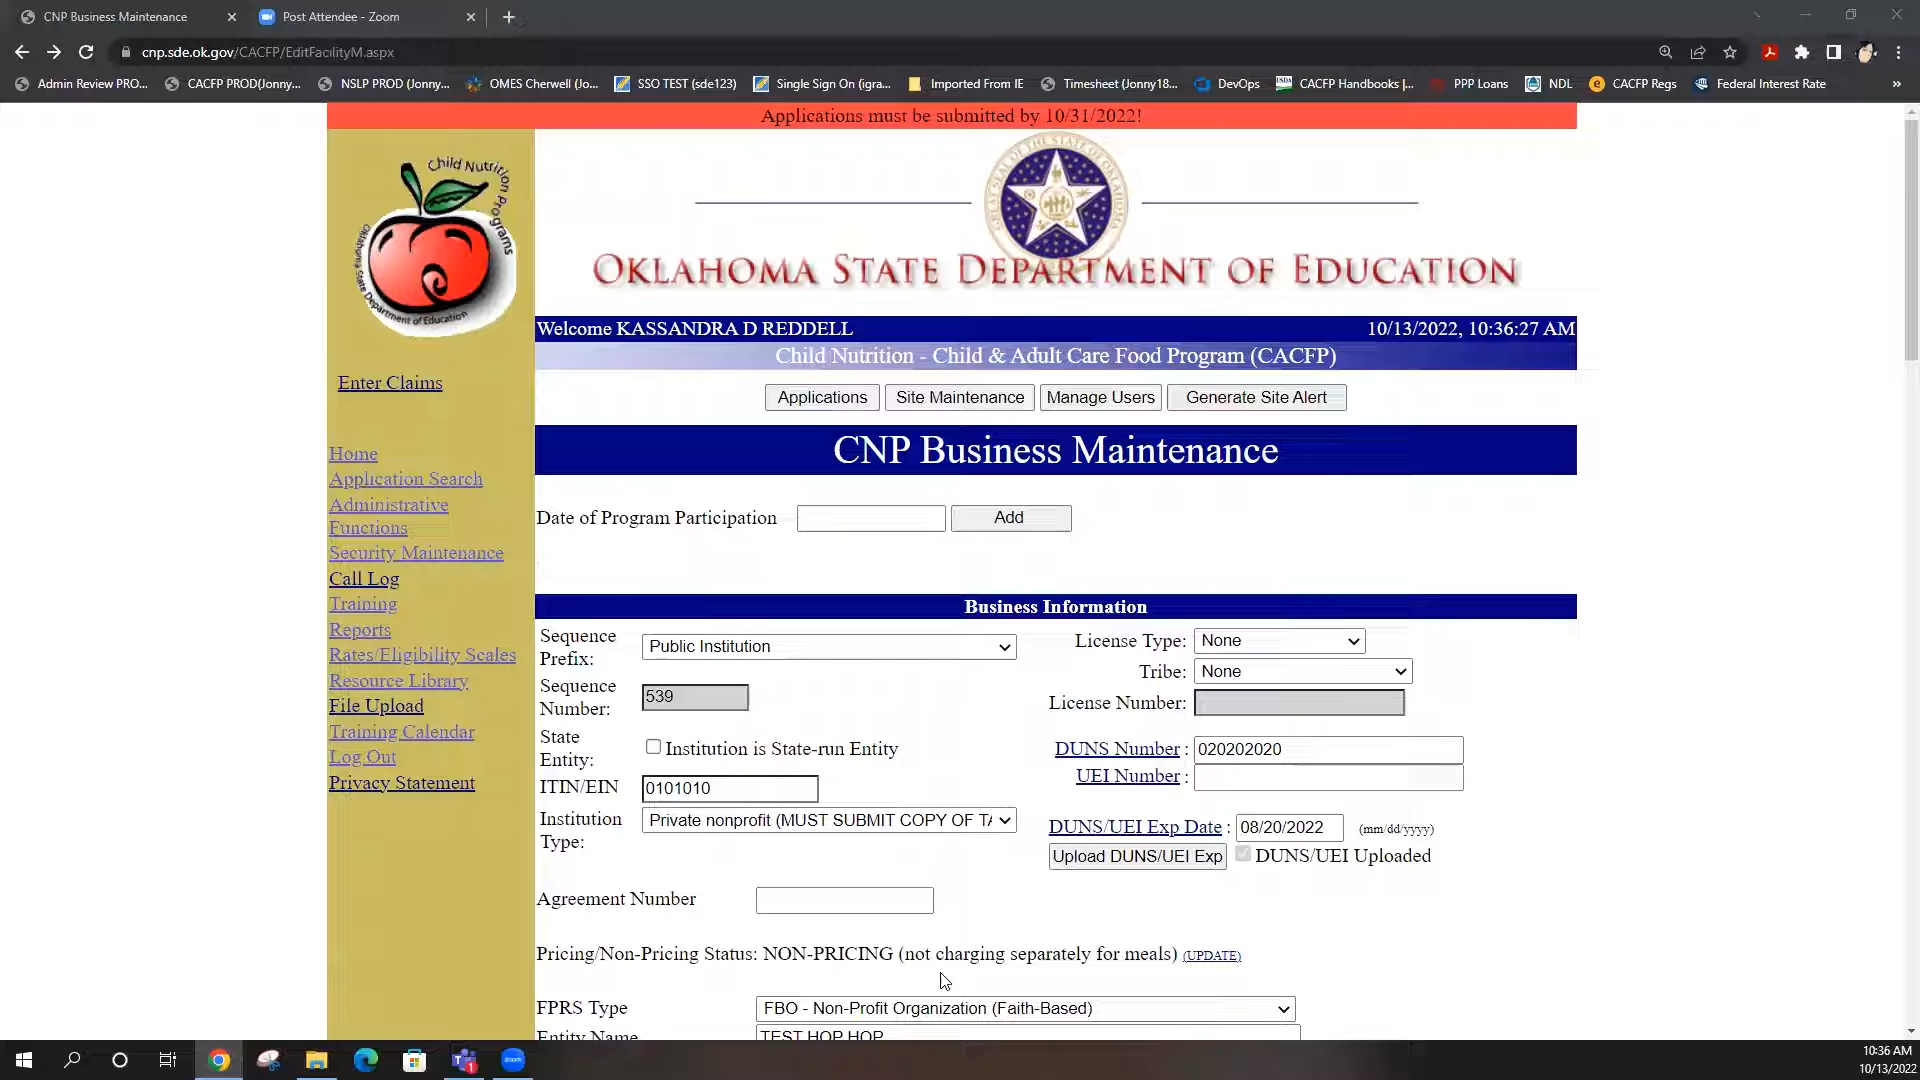 CNP Business Maintenance
Post Attendee - Zoom
cnp.sde.ok.gov/CACFP/EditFacilityM.aspx
Admin Review PRO...
CACFP PROD(Jonny...
NSLP PROD (Jonny...
OMES Cherwell (Jo...
SSO TEST (sde123)
Single Sign On (igra...
Imported From IE
Timesheet (Jonny18...
DevOps
CACFP Handbooks |...
PPP Loans
NDL
CACFP Regs
Federal Interest Rate
»
Applications must be submitted by 10/31/2022!
Child Nutrition Programs
Oklahoma State Department of Education
OKLAHOMA STATE DEPARTMENT OF EDUCATION
Welcome KASSANDRA D REDDELL
10/13/2022, 10:36:27 AM
Child Nutrition - Child & Adult Care Food Program (CACFP)
Enter Claims
Home
Application Search
Administrative
Functions
Security Maintenance
Call Log
Training
Reports
Rates/Eligibility Scales
Resource Library
File Upload
Training Calendar
Log Out
Privacy Statement
Applications
Site Maintenance
Manage Users
Generate Site Alert
CNP Business Maintenance
Date of Program Participation
Add
Business Information
Sequence
Prefix:
Public Institution
Sequence
Number:
539
State
Entity:
Institution is State-run Entity
ITIN/EIN
0101010
Institution
Type:
Private nonprofit (MUST SUBMIT COPY OF TA
License Type:
None
Tribe:
None
License Number:
DUNS Number :
020202020
UEI Number :
DUNS/UEI Exp Date :
08/20/2022
(mm/dd/yyyy)
Upload DUNS/UEI Exp
DUNS/UEI Uploaded
Agreement Number
Pricing/Non-Pricing Status: NON-PRICING (not charging separately for meals) (UPDATE)
FPRS Type
FBO - Non-Profit Organization (Faith-Based)
Entity Name
TEST HOP HOP
10:36 AM
10/13/2022